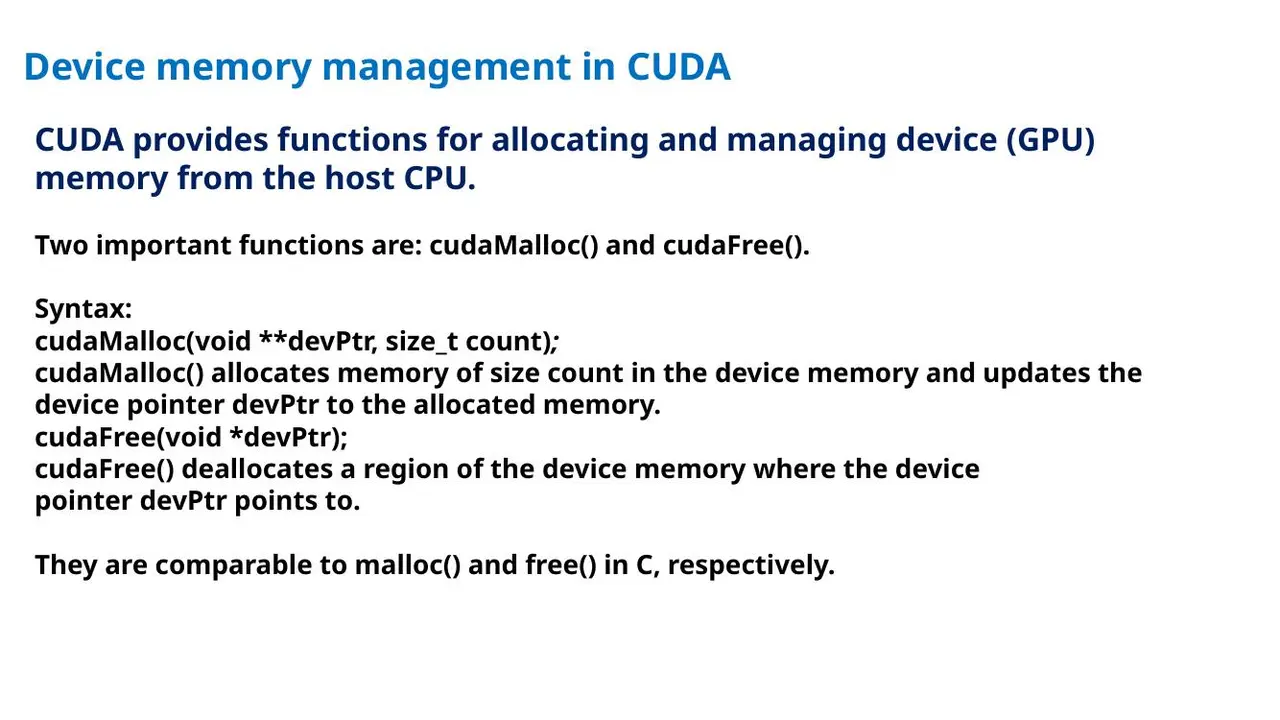 Device memory management in CUDA
CUDA provides functions for allocating and managing device (GPU)
memory from the host CPU.
Two important functions are: cudaMalloc() and cudaFree().
Syntax:
cudaMalloc(void **devPtr, size_t count);
cudaMalloc() allocates memory of size count in the device memory and updates the
device pointer devPtr to the allocated memory.
cudaFree(void *devPtr);
cudaFree() deallocates a region of the device memory where the device
pointer devPtr points to.
They are comparable to malloc() and free() in C, respectively.